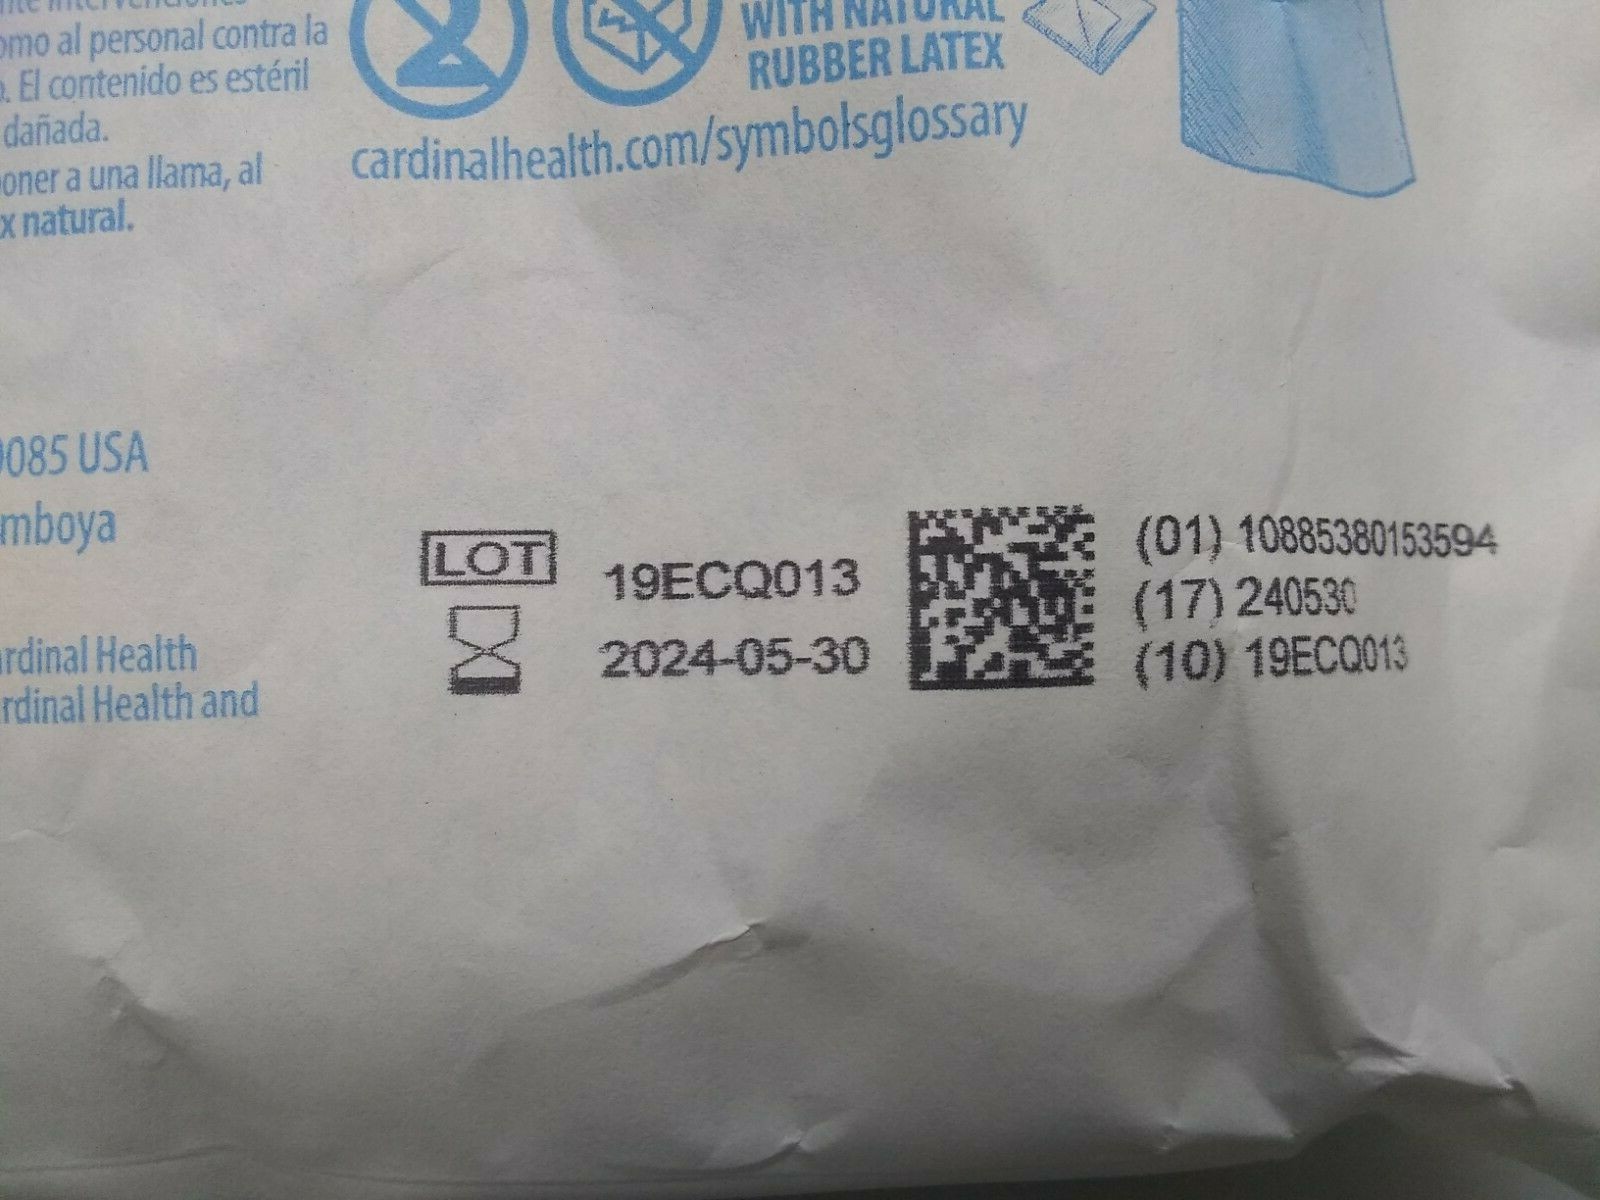 omo al personal contra la
. El contenido es estéril
dañada.
poner a una llama, al
x natural.
WITH NATURAL
RUBBER LATEX
cardinalhealth.com/symbolsglossary
0085 USA
mboya
ardinal Health
rdinal Health and
LOT 19ECQ013
2024-05-30
(01) 10885380153594
(17) 240530
(10) 19ECQ013